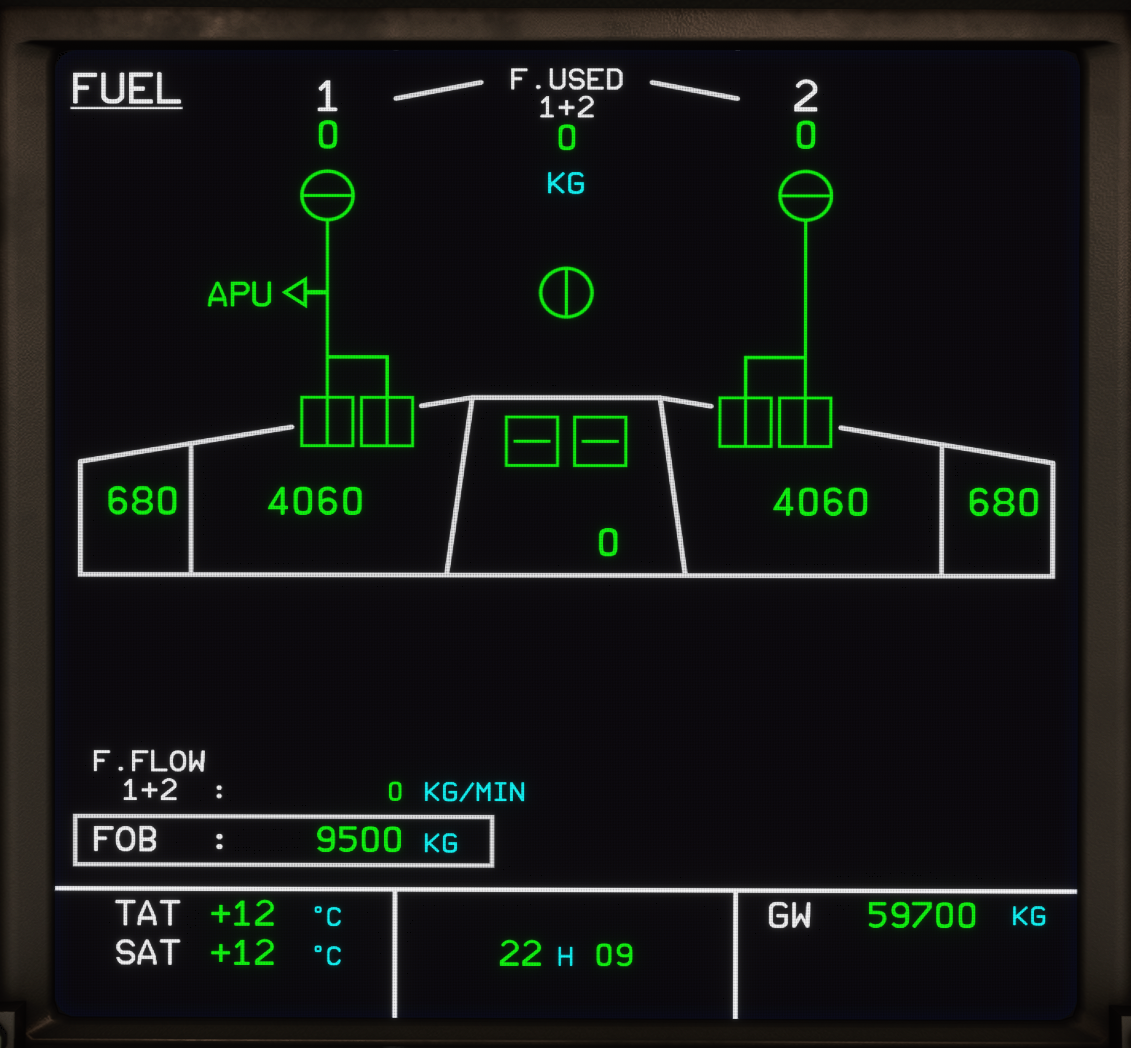 FUEL 1 F.USED 2
1+2
0 0 0
KG
APU
680 4060 4060 680
0
F.FLOW
1+2 : 0 KG/MIN
FOB : 9500 KG
TAT +12 °C GW 59700 KG
SAT +12 °C 22 H 09